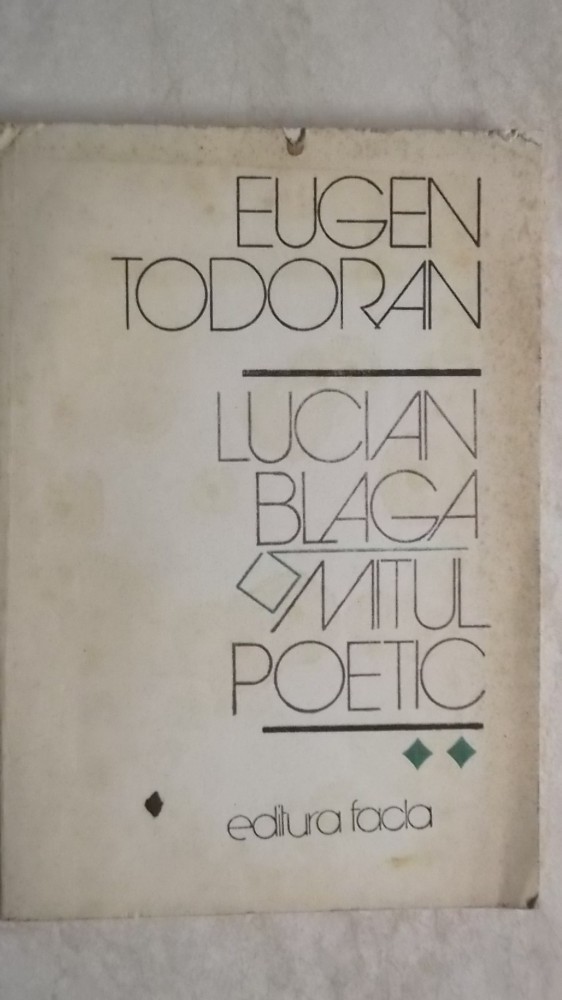 EUGEN
TODORAN
LUCIAN
BLAGA
MITUL
POETIC
editura facla